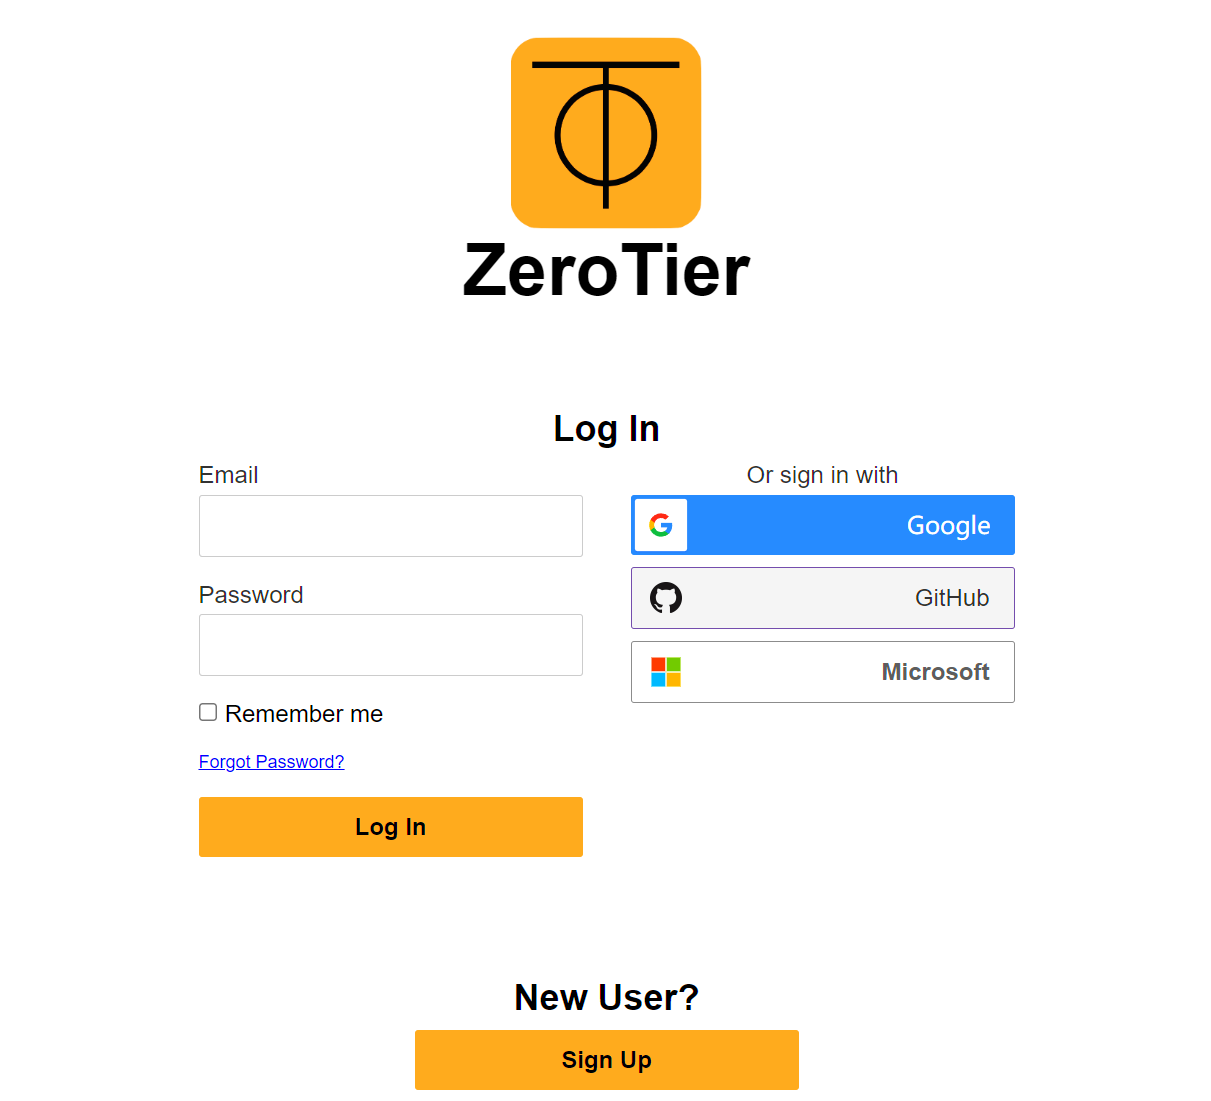 ZeroTier
Log In
Email
Password
Remember me
Forgot Password?
Log In
Or sign in with
Google
GitHub
Microsoft
New User?
Sign Up